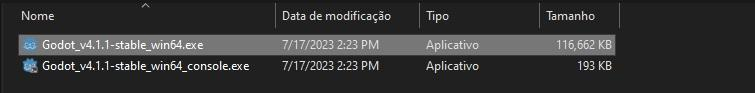 Nome Data de modificação Tipo Tamanho
Godot_v4.1.1-stable_win64.exe 7/17/2023 2:23 PM Aplicativo 116,662 KB
Godot_v4.1.1-stable_win64_console.exe 7/17/2023 2:23 PM Aplicativo 193 KB